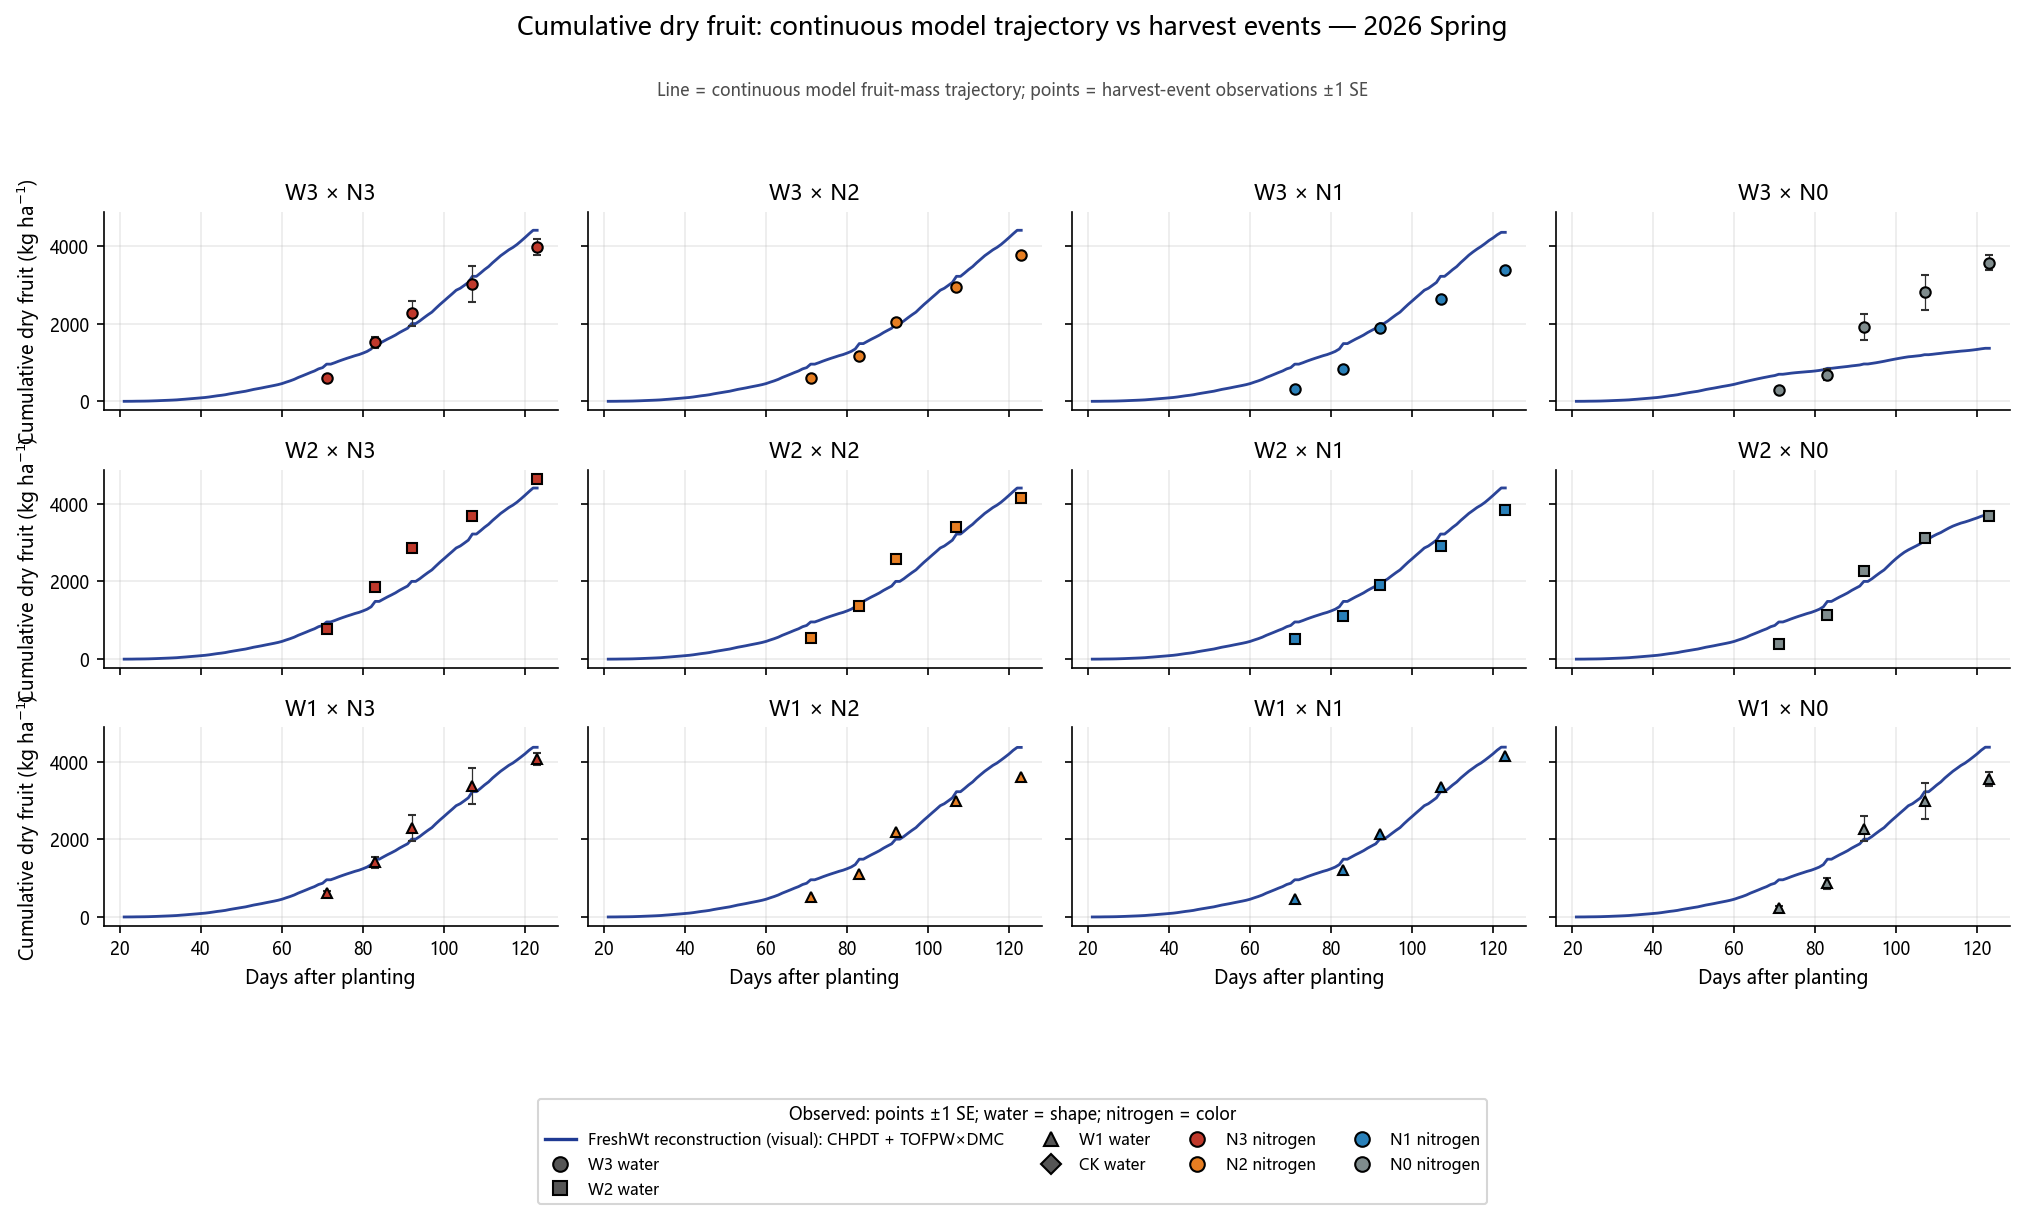 Cumulative dry fruit: continuous model trajectory vs harvest events — 2026 Spring
Line = continuous model fruit-mass trajectory; points = harvest-event observations ±1 SE
W3 × N3
W3 × N2
W3 × N1
W3 × N0
Cumulative dry fruit (kg ha⁻¹)
4000
2000
0
W2 × N3
W2 × N2
W2 × N1
W2 × N0
Cumulative dry fruit (kg ha⁻¹)
4000
2000
0
W1 × N3
W1 × N2
W1 × N1
W1 × N0
Cumulative dry fruit (kg ha⁻¹)
4000
2000
0
20 40 60 80 100 120
20 40 60 80 100 120
20 40 60 80 100 120
20 40 60 80 100 120
Days after planting
Days after planting
Days after planting
Days after planting
Observed: points ±1 SE; water = shape; nitrogen = color
FreshWt reconstruction (visual): CHPDT + TOFPW×DMC
W3 water
W2 water
W1 water
CK water
N3 nitrogen
N2 nitrogen
N1 nitrogen
N0 nitrogen